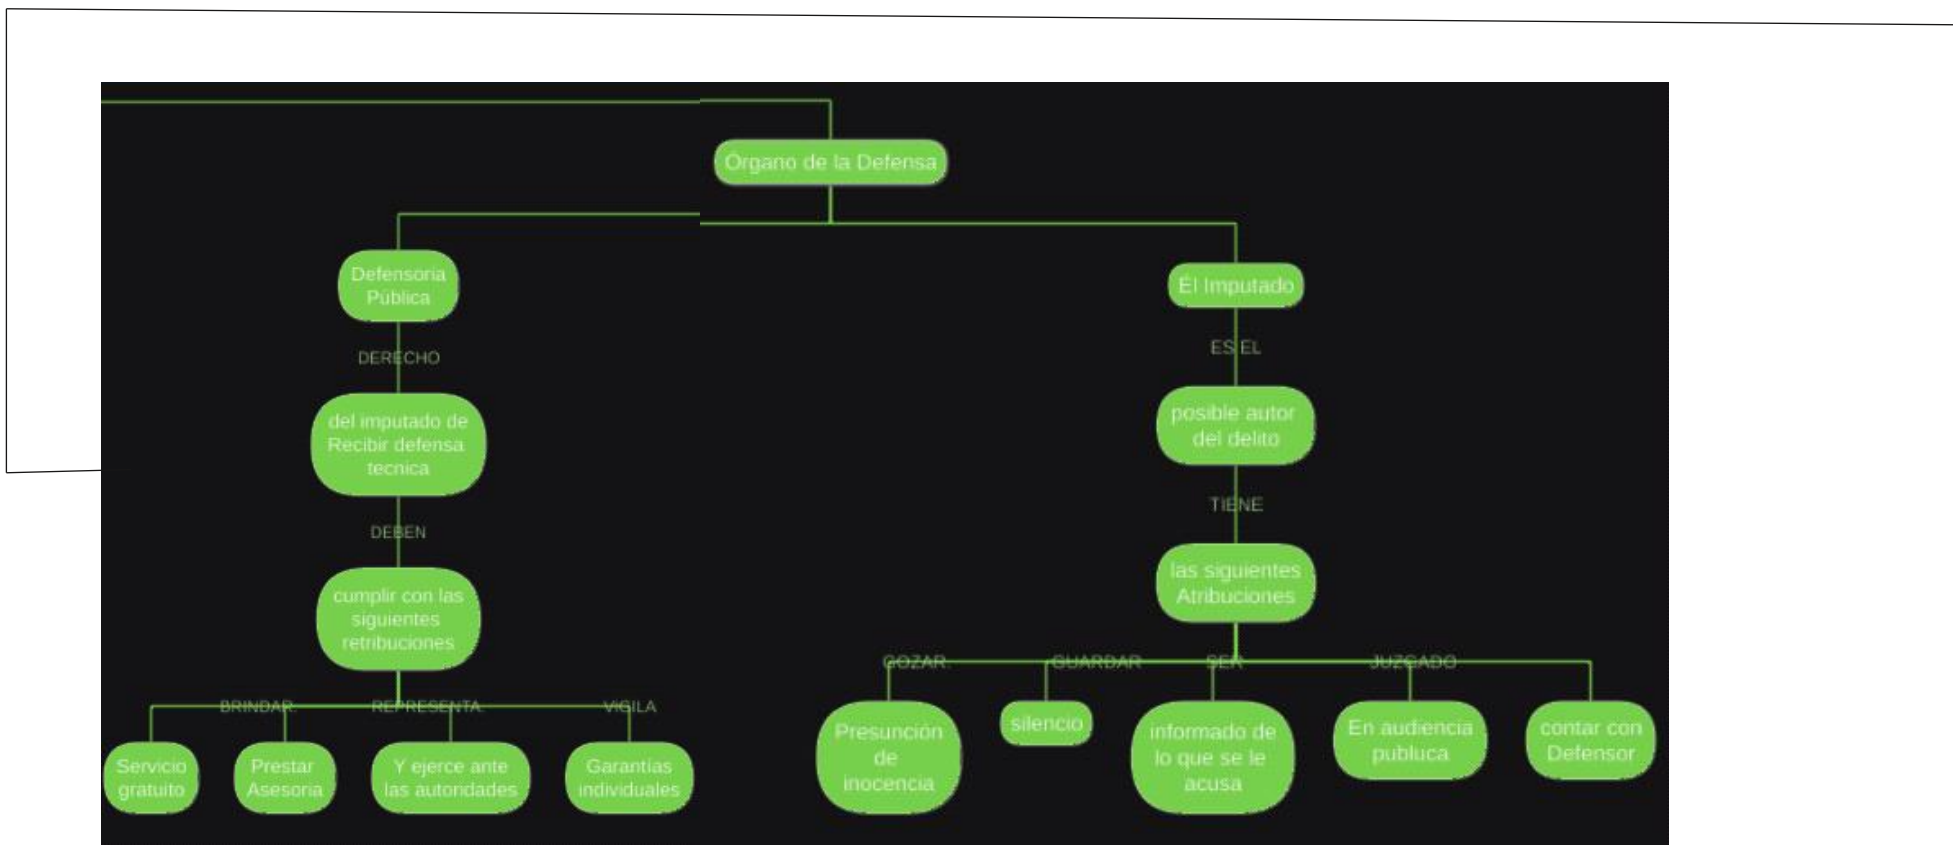 Órgano de la Defensa
Defensoria
Pública
DERECHO
del imputado de
Recibir defensa
tecnica
DEBEN
cumplir con las
siguientes
retribuciones
BRINDAR.
REPRESENTA.
VIGILA
Servicio
gratuito
Prestar
Asesoria
Y ejerce ante
las autoridades
Garantías
individuales
Él Imputado
ES EL
posible autor
del delito
TIENE
las siguientes
Atribuciones
GOZAR.
GUARDAR
SER
JUZGADO
Presunción
de
inocencia
silencio
informado de
lo que se le
acusa
En audiencia
publuca
contar con
Defensor